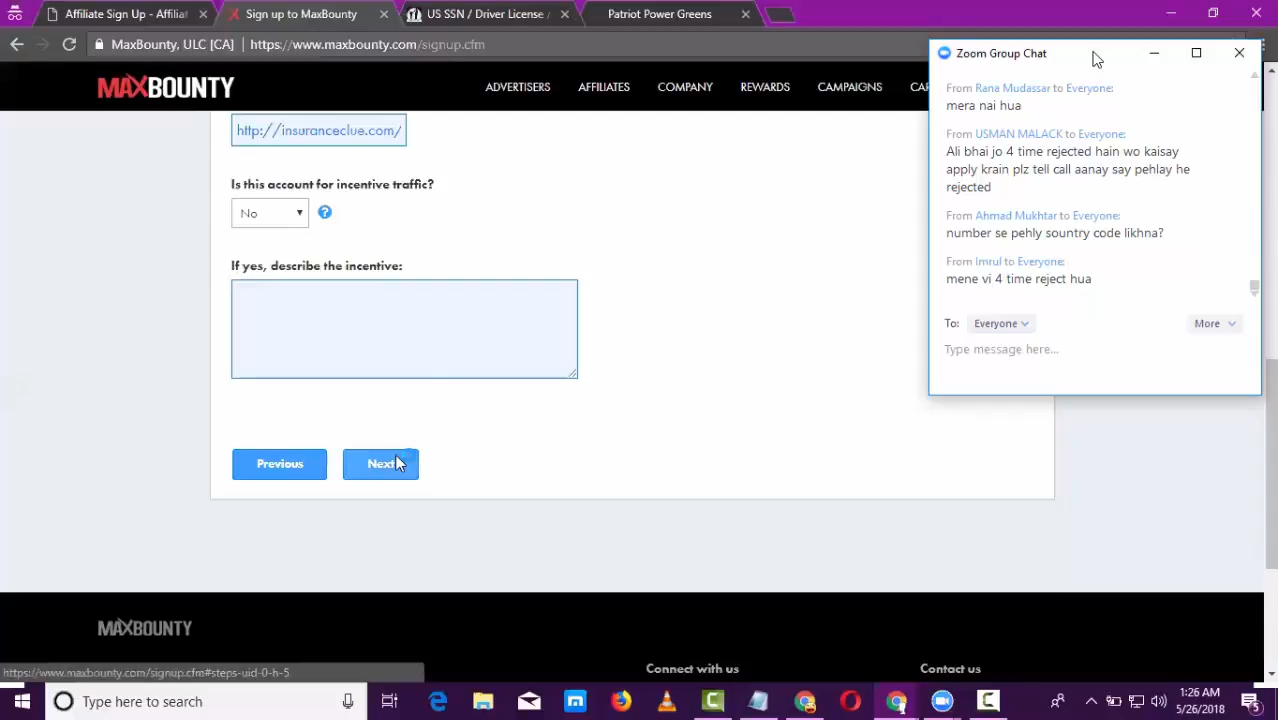 Affiliate Sign Up - Affiliat
Sign up to MaxBounty
US SSN / Driver License /
Patriot Power Greens
MaxBounty, ULC [CA]
https://www.maxbounty.com/signup.cfm
MAXBOUNTY
ADVERTISERS
AFFILIATES
COMPANY
REWARDS
CAMPAIGNS
CAR
http://insuranceclue.com/
Is this account for incentive traffic?
No
?
If yes, describe the incentive:
Previous
Next
Zoom Group Chat
From Rana Mudassar to Everyone:
mera nai hua
From USMAN MALACK to Everyone:
Ali bhai jo 4 time rejected hain wo kaisay
apply krain plz tell call aanay say pehlay he
rejected
From Ahmad Mukhtar to Everyone:
number se pehly sountry code likhna?
From Imrul to Everyone:
mene vi 4 time reject hua
To: Everyone
More
Type message here...
MAXBOUNTY
Connect with us
Contact us
https://www.maxbounty.com/signup.cfm#steps-uid-0-h-5
Type here to search
1:26 AM
5/26/2018
5